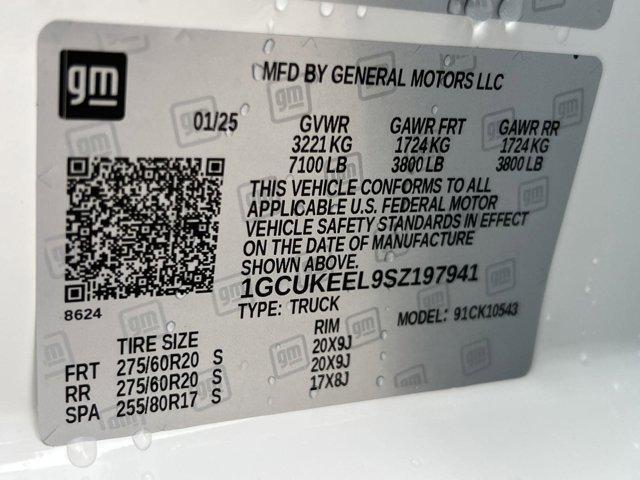 gm
MFD BY GENERAL MOTORS LLC
01/25 GVWR GAWR FRT GAWR RR
3221 KG 1724 KG 1724 KG
7100 LB 3800 LB 3800 LB
THIS VEHICLE CONFORMS TO ALL
APPLICABLE U.S. FEDERAL MOTOR
VEHICLE SAFETY STANDARDS IN EFFECT
ON THE DATE OF MANUFACTURE
SHOWN ABOVE.
8624
1GCUKEEL9SZ197941
TYPE: TRUCK MODEL: 91CK10543
TIRE SIZE RIM
FRT 275/60R20 S 20X9J
RR 275/60R20 S 20X9J
SPA 255/80R17 S 17X8J